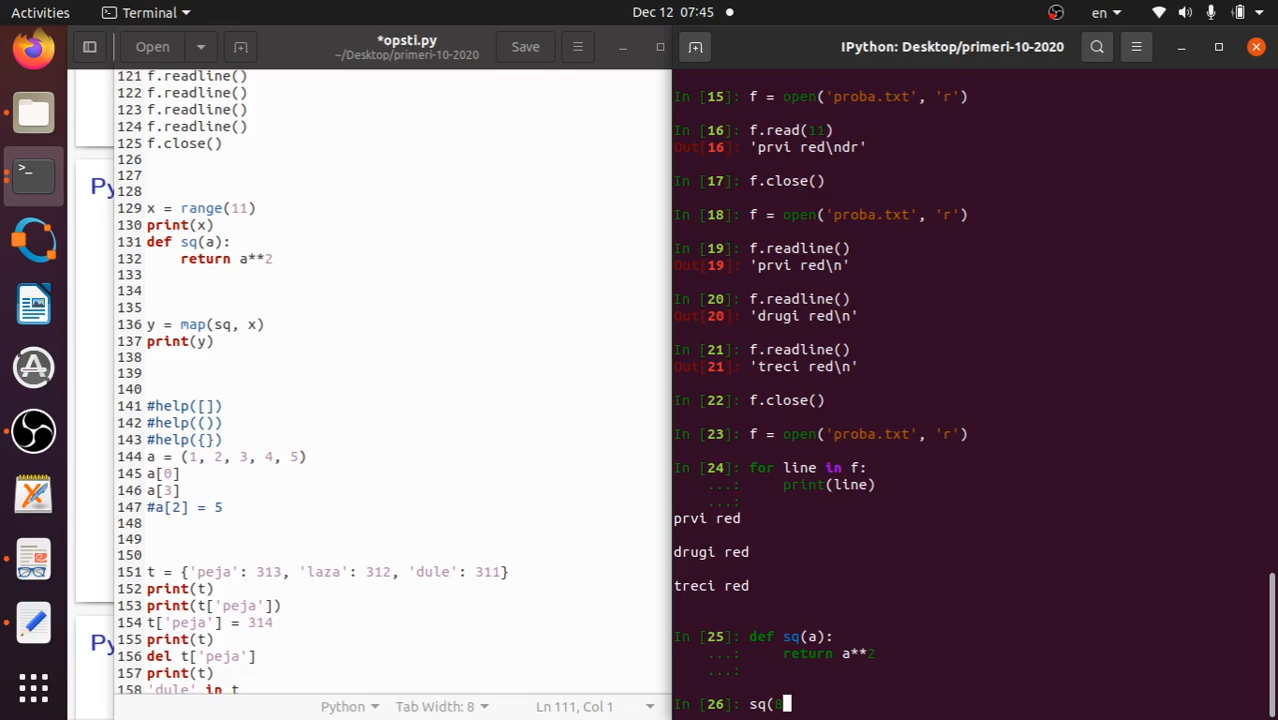 Activities
Terminal
Dec 12 07:45
en
Open
*opsti.py
~/Desktop/primeri-10-2020
Save
IPython: Desktop/primeri-10-2020
Py
Py
121 f.readline()
122 f.readline()
123 f.readline()
124 f.readline()
125 f.close()
126
127
128
129 x = range(11)
130 print(x)
131 def sq(a):
132     return a**2
133
134
135
136 y = map(sq, x)
137 print(y)
138
139
140
141 #help([])
142 #help(())
143 #help({})
144 a = (1, 2, 3, 4, 5)
145 a[0]
146 a[3]
147 #a[2] = 5
148
149
150
151 t = {'peja': 313, 'laza': 312, 'dule': 311}
152 print(t)
153 print(t['peja'])
154 t['peja'] = 314
155 print(t)
156 del t['peja']
157 print(t)
158 'dule' in t
Python
Tab Width: 8
Ln 111, Col 1
In [15]: f = open('proba.txt', 'r')
In [16]: f.read(11)
Out[16]: 'prvi red\ndr'
In [17]: f.close()
In [18]: f = open('proba.txt', 'r')
In [19]: f.readline()
Out[19]: 'prvi red\n'
In [20]: f.readline()
Out[20]: 'drugi red\n'
In [21]: f.readline()
Out[21]: 'treci red\n'
In [22]: f.close()
In [23]: f = open('proba.txt', 'r')
In [24]: for line in f:
...:     print(line)
...:
prvi red
drugi red
treci red
In [25]: def sq(a):
...:     return a**2
...:
In [26]: sq(8